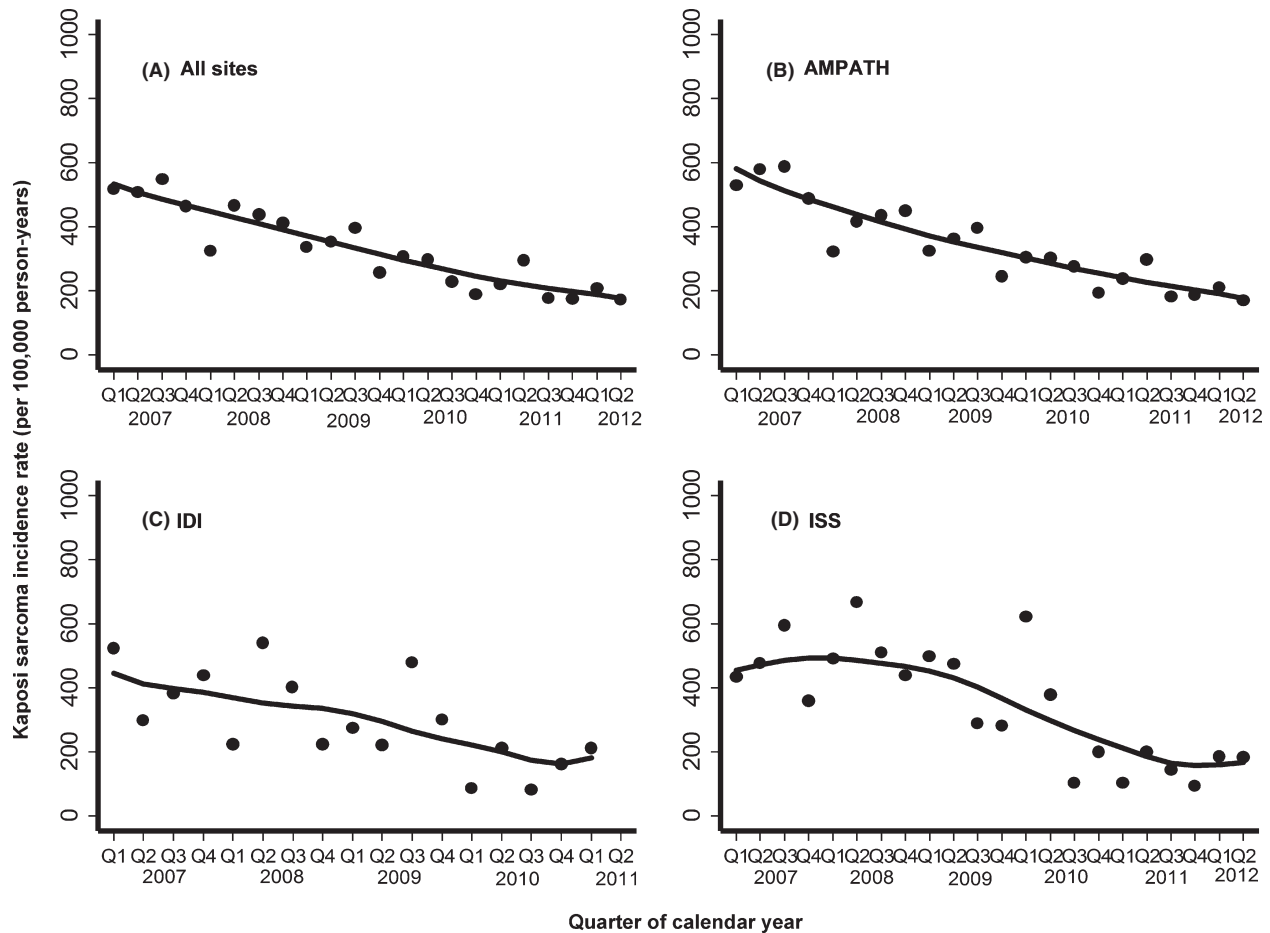 Kaposi sarcoma incidence rate (per 100,000 person-years)
(A) All sites
1000
800
600
400
200
0
Q1Q2Q3Q4Q1Q2Q3Q4Q1Q2Q3Q4Q1Q2Q3Q4Q1Q2Q3Q4Q1 Q2
2007 2008 2009 2010 2011 2012
(B) AMPATH
1000
800
600
400
200
0
Q1Q2Q3Q4Q1Q2Q3Q4Q1Q2Q3Q4Q1Q2Q3Q4Q1Q2Q3Q4Q1Q2
2007 2008 2009 2010 2011 2012
(C) IDI
1000
800
600
400
200
0
Q1 Q2 Q3 Q4 Q1 Q2 Q3 Q4 Q1 Q2 Q3 Q4 Q1 Q2 Q3 Q4 Q1 Q2
2007 2008 2009 2010 2011
(D) ISS
1000
800
600
400
200
0
Q1Q2Q3Q4Q1Q2Q3Q4Q1Q2Q3Q4Q1Q2Q3Q4Q1Q2Q3Q4Q1Q2
2007 2008 2009 2010 2011 2012
Quarter of calendar year